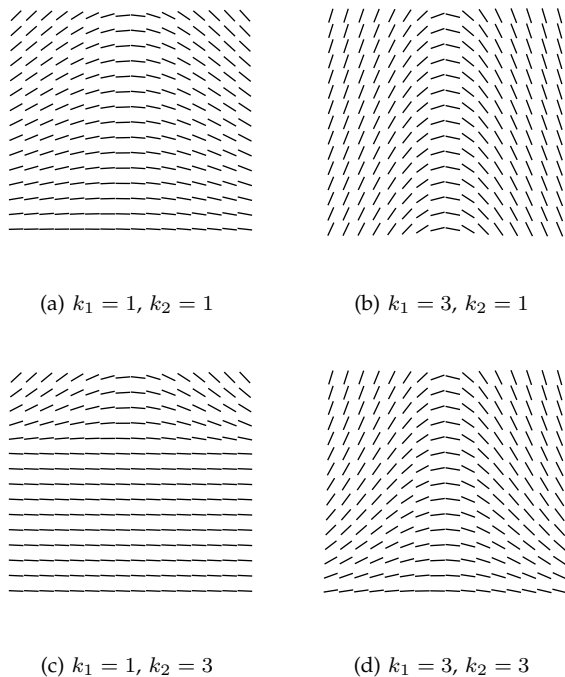 (a) k₁ = 1, k₂ = 1
(b) k₁ = 3, k₂ = 1
(c) k₁ = 1, k₂ = 3
(d) k₁ = 3, k₂ = 3